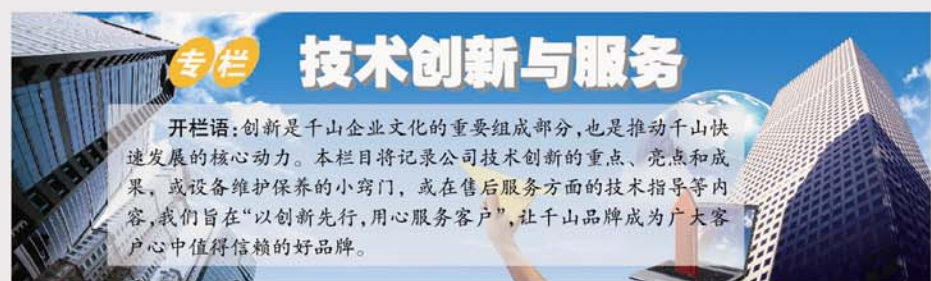 专栏 技术创新与服务
开栏语:创新是千山企业文化的重要组成部分,也是推动千山快
速发展的核心动力。本栏目将记录公司技术创新的重点、亮点和成
果，或设备维护保养的小窍门，或在售后服务方面的技术指导等内
容,我们旨在“以创新先行,用心服务客户”,让千山品牌成为广大客
户心中值得信赖的好品牌。